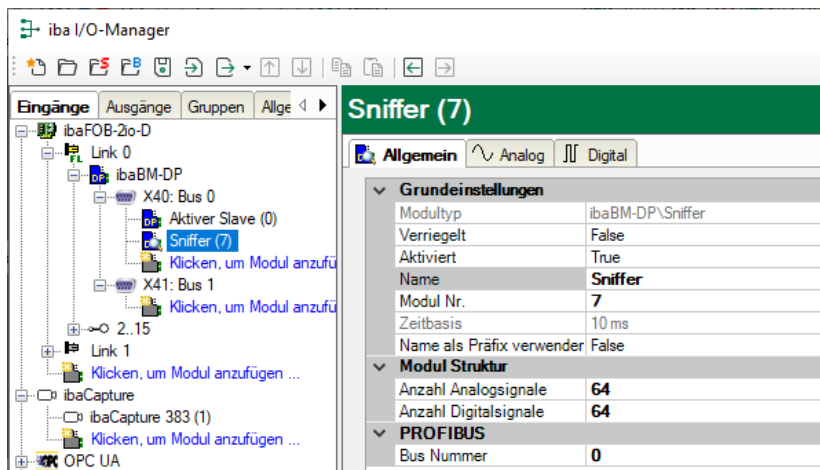 iba I/O-Manager
Eingänge Ausgänge Gruppen Allge
ibaFOB-2io-D
Link 0
ibaBM-DP
X40: Bus 0
Aktiver Slave (0)
Sniffer (7)
Klicken, um Modul anzufü
X41: Bus 1
Klicken, um Modul anzufü
2..15
Link 1
Klicken, um Modul anzufügen ...
ibaCapture
ibaCapture 383 (1)
Klicken, um Modul anzufügen ...
OPC UA
Sniffer (7)
Allgemein Analog Digital
Grundeinstellungen
Modultyp ibaBM-DP\Sniffer
Verriegelt False
Aktiviert True
Name Sniffer
Modul Nr. 7
Zeitbasis 10 ms
Name als Präfix verwender False
Modul Struktur
Anzahl Analogsignale 64
Anzahl Digitalsignale 64
PROFIBUS
Bus Nummer 0